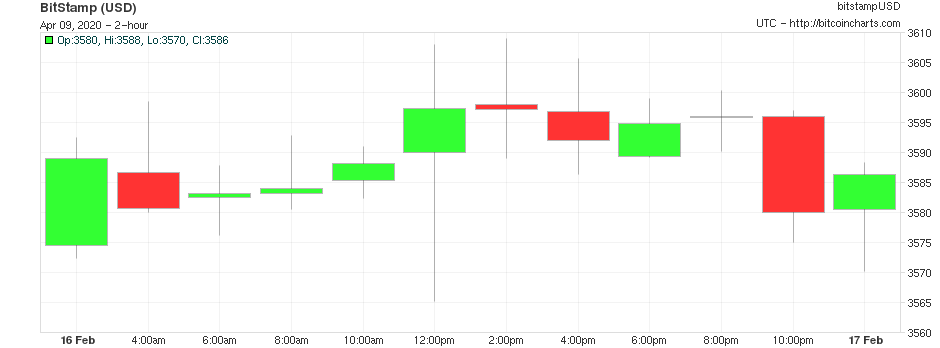 BitStamp (USD) bitstampUSD
Apr 09, 2020 - 2-hour UTC - http://bitcoincharts.com
Op:3580, Hi:3588, Lo:3570, Cl:3586
3610
3605
3600
3595
3590
3585
3580
3575
3570
3565
3560
16 Feb 4:00am 6:00am 8:00am 10:00am 12:00pm 2:00pm 4:00pm 6:00pm 8:00pm 10:00pm 17 Feb